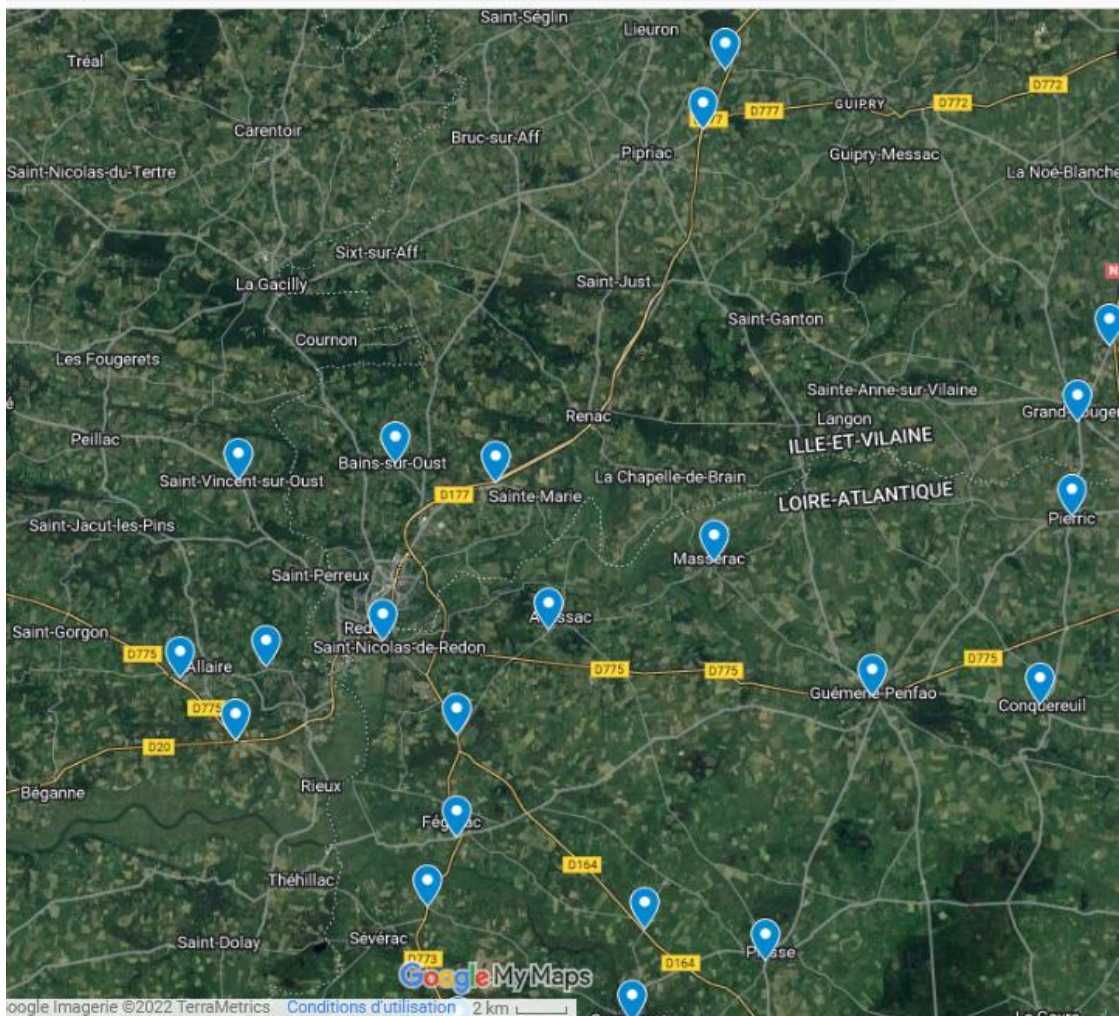 Saint-Séglin
Lieuron
Tréal
D772
GUIPRY
D772
D777
Carentoir
Bruc-sur-Aff
Pipriac
Guipry-Messac
Saint-Nicolas-du-Tertre
La Noé-Blanche
Sixt-sur-Aff
La Gacilly
Saint-Just
N
Saint-Ganton
Cournon
Les Fougerets
Sainte-Anne-sur-Vilaine
é
Renac
Langon
Peillac
ILLE-ET-VILAINE
Bains-sur-Oust
Saint-Vincent-sur-Oust
La Chapelle-de-Brain
D177
Sainte-Marie
LOIRE-ATLANTIQUE
Saint-Jacut-les-Pins
Pierric
Massérac
Saint-Perreux
Saint-Gorgon
Saint-Nicolas-de-Redon
D775
Allaire
D775
D775
D775
Guémené-Penfao
D775
Conquereuil
D20
Rieux
Béganne
D164
Théhillac
Saint-Dolay
Sévérac
D773
D164
Google My Maps
oogle Imagerie ©2022 TerraMetrics Conditions d'utilisation 2 km